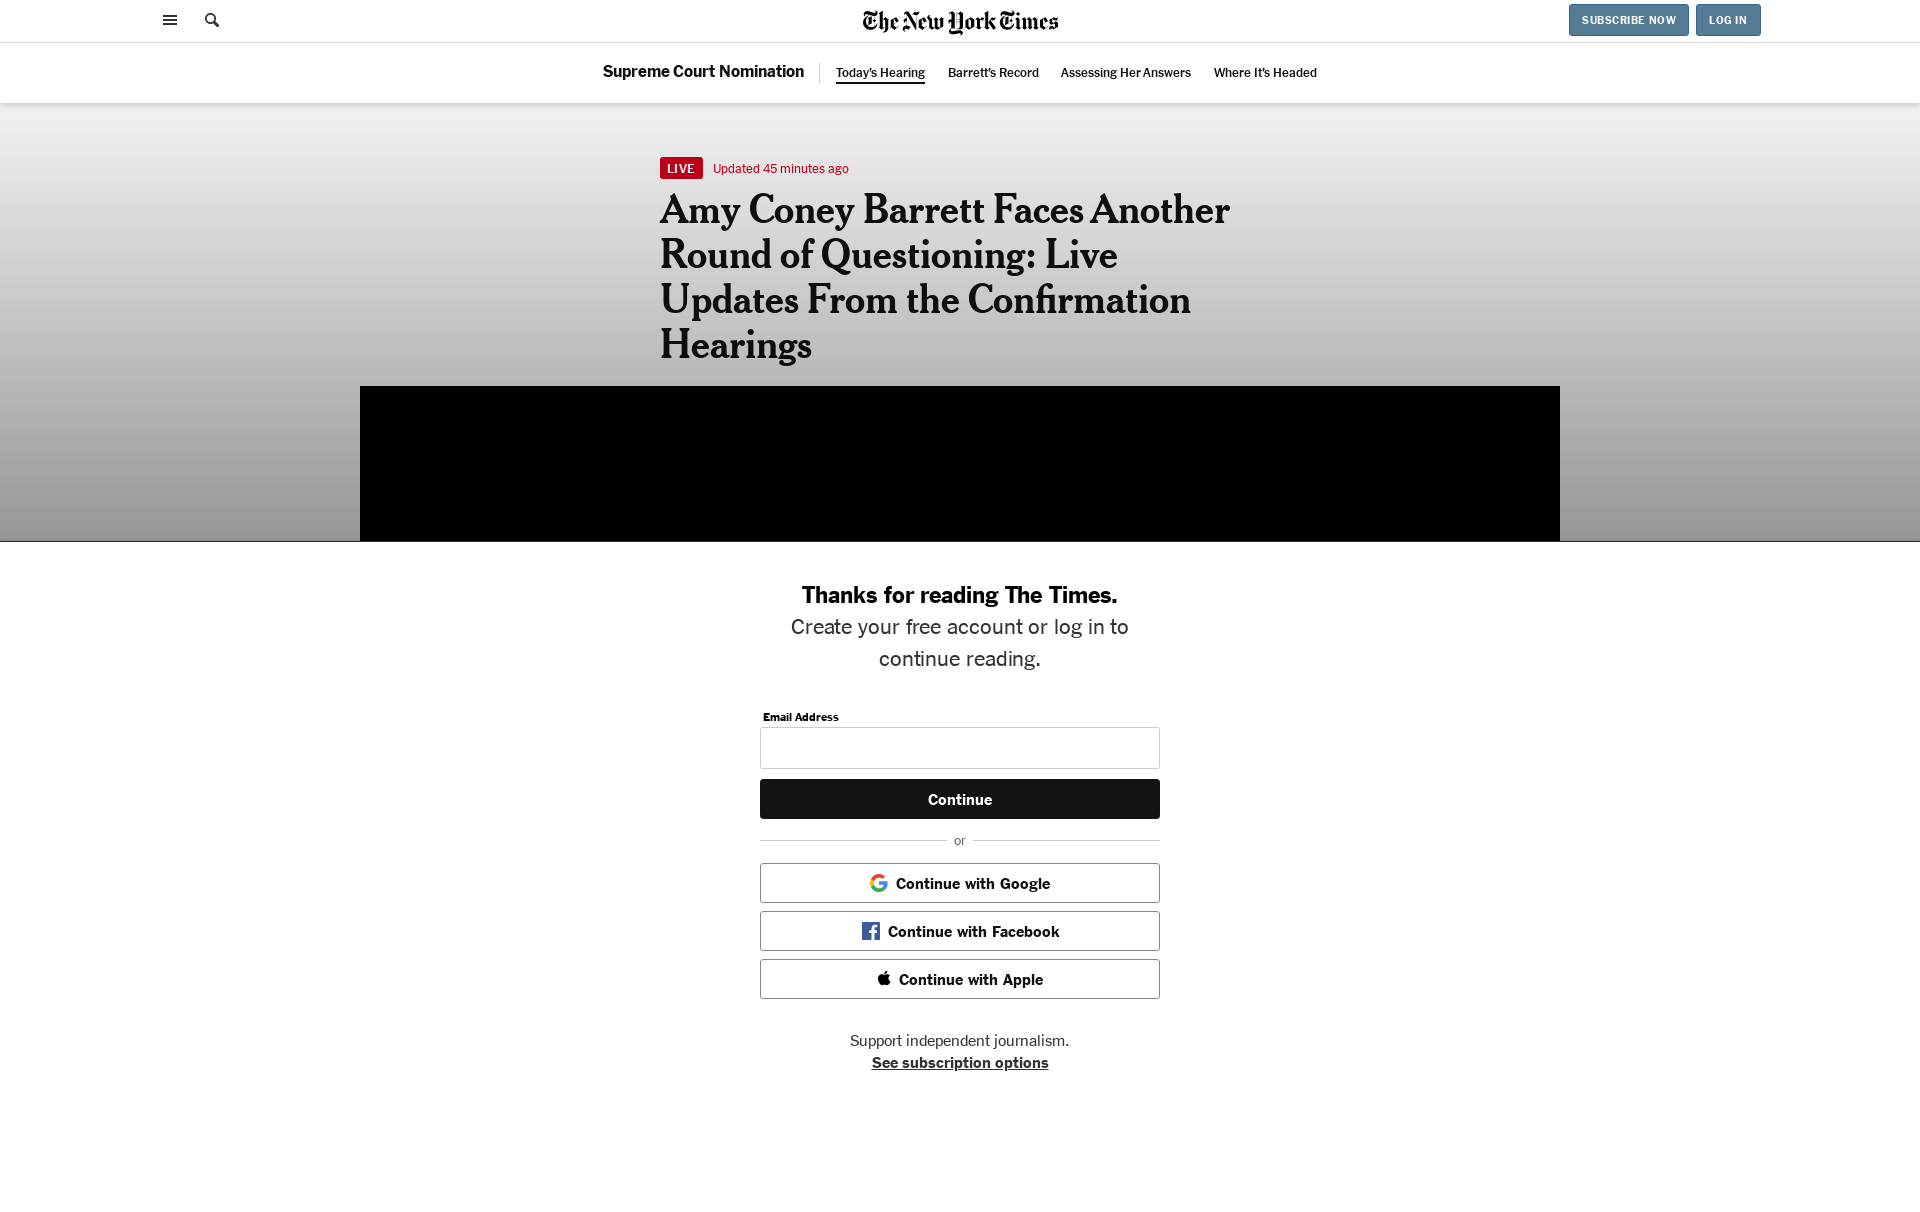 The New York Times
SUBSCRIBE NOW
LOG IN
Supreme Court Nomination
Today's Hearing
Barrett's Record
Assessing Her Answers
Where It's Headed
LIVE
Updated 45 minutes ago
Amy Coney Barrett Faces Another
Round of Questioning: Live
Updates From the Confirmation
Hearings
Thanks for reading The Times.
Create your free account or log in to
continue reading.
Email Address
Continue
or
Continue with Google
Continue with Facebook
Continue with Apple
Support independent journalism.
See subscription options